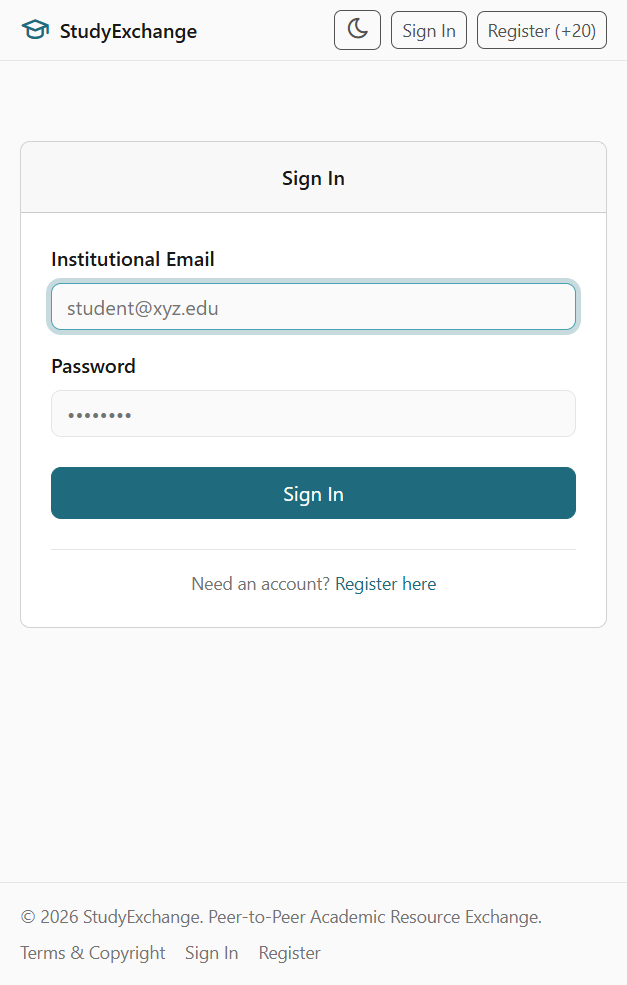 StudyExchange
Sign In
Register (+20)
Sign In
Institutional Email
student@xyz.edu
Password
••••••••
Sign In
Need an account? Register here
© 2026 StudyExchange. Peer-to-Peer Academic Resource Exchange.
Terms & Copyright Sign In Register